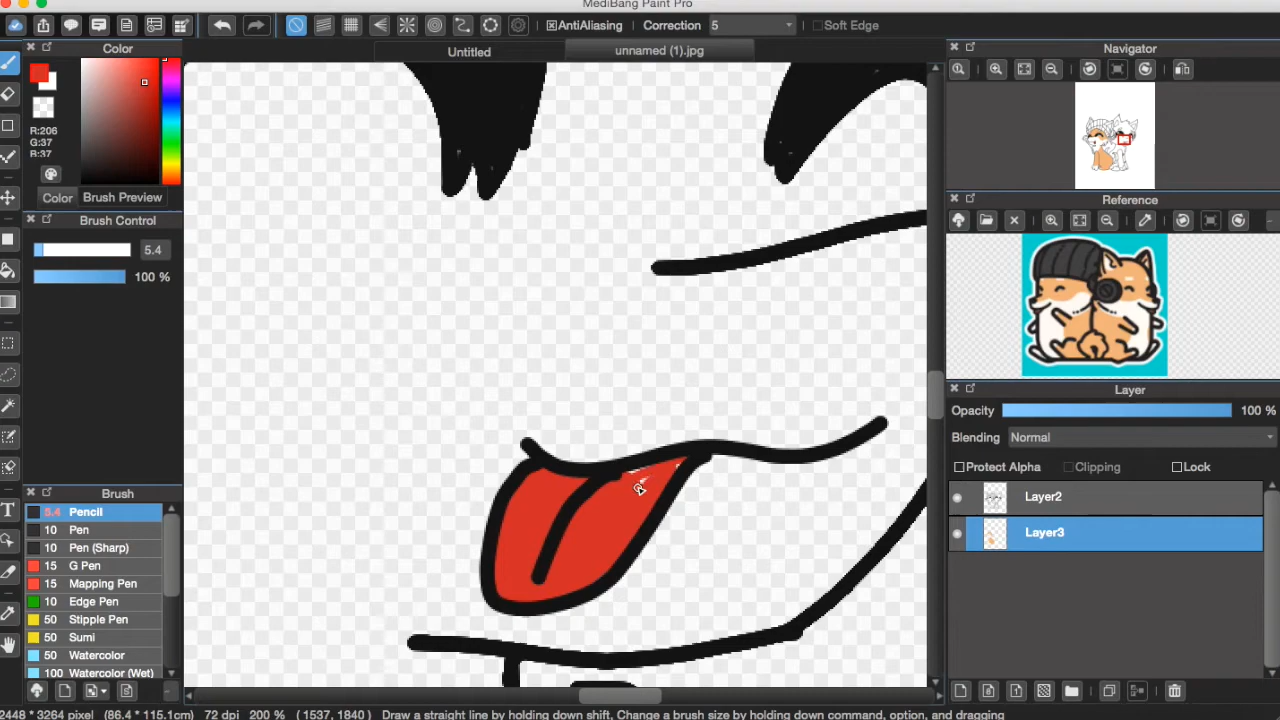 MediBang Paint Pro
AntiAliasing Correction 5 Soft Edge
Untitled unnamed (1).jpg
Color
R:206
G:37
B:37
Color Brush Preview
Brush Control
5.4
100 %
Brush
5.4 Pencil
10 Pen
10 Pen (Sharp)
15 G Pen
15 Mapping Pen
10 Edge Pen
50 Stipple Pen
50 Sumi
50 Watercolor
100 Watercolor (Wet)
Navigator
Reference
Layer
Opacity 100 %
Blending Normal
Protect Alpha Clipping Lock
Layer2
Layer3
2448 * 3264 pixel (86.4 * 115.1cm) 72 dpi 200 % (1537, 1840) Draw a straight line by holding down shift, Change a brush size by holding down command, option, and dragging